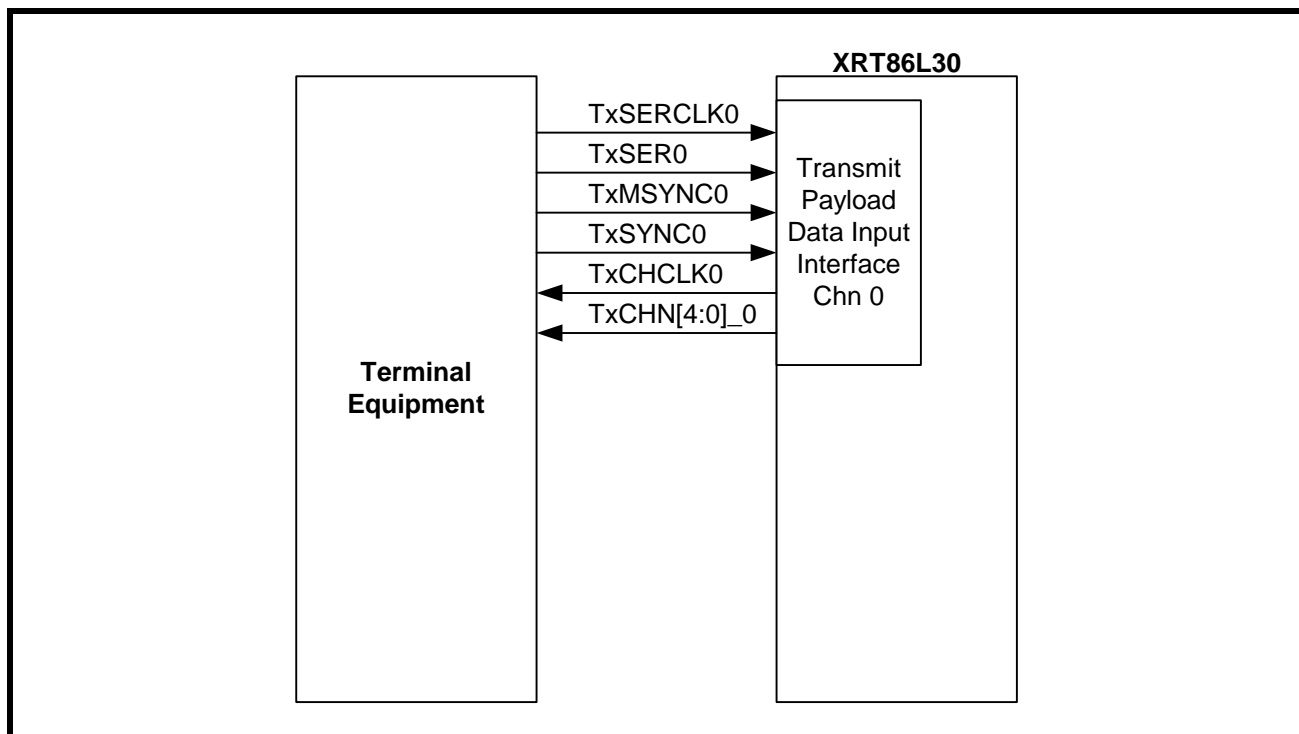 XRT86L30
TxSERCLK0
TxSER0
TxMSYNC0
TxSYNC0
TxCHCLK0
TxCHN[4:0]_0
Transmit
Payload
Data Input
Interface
Chn 0
Terminal
Equipment